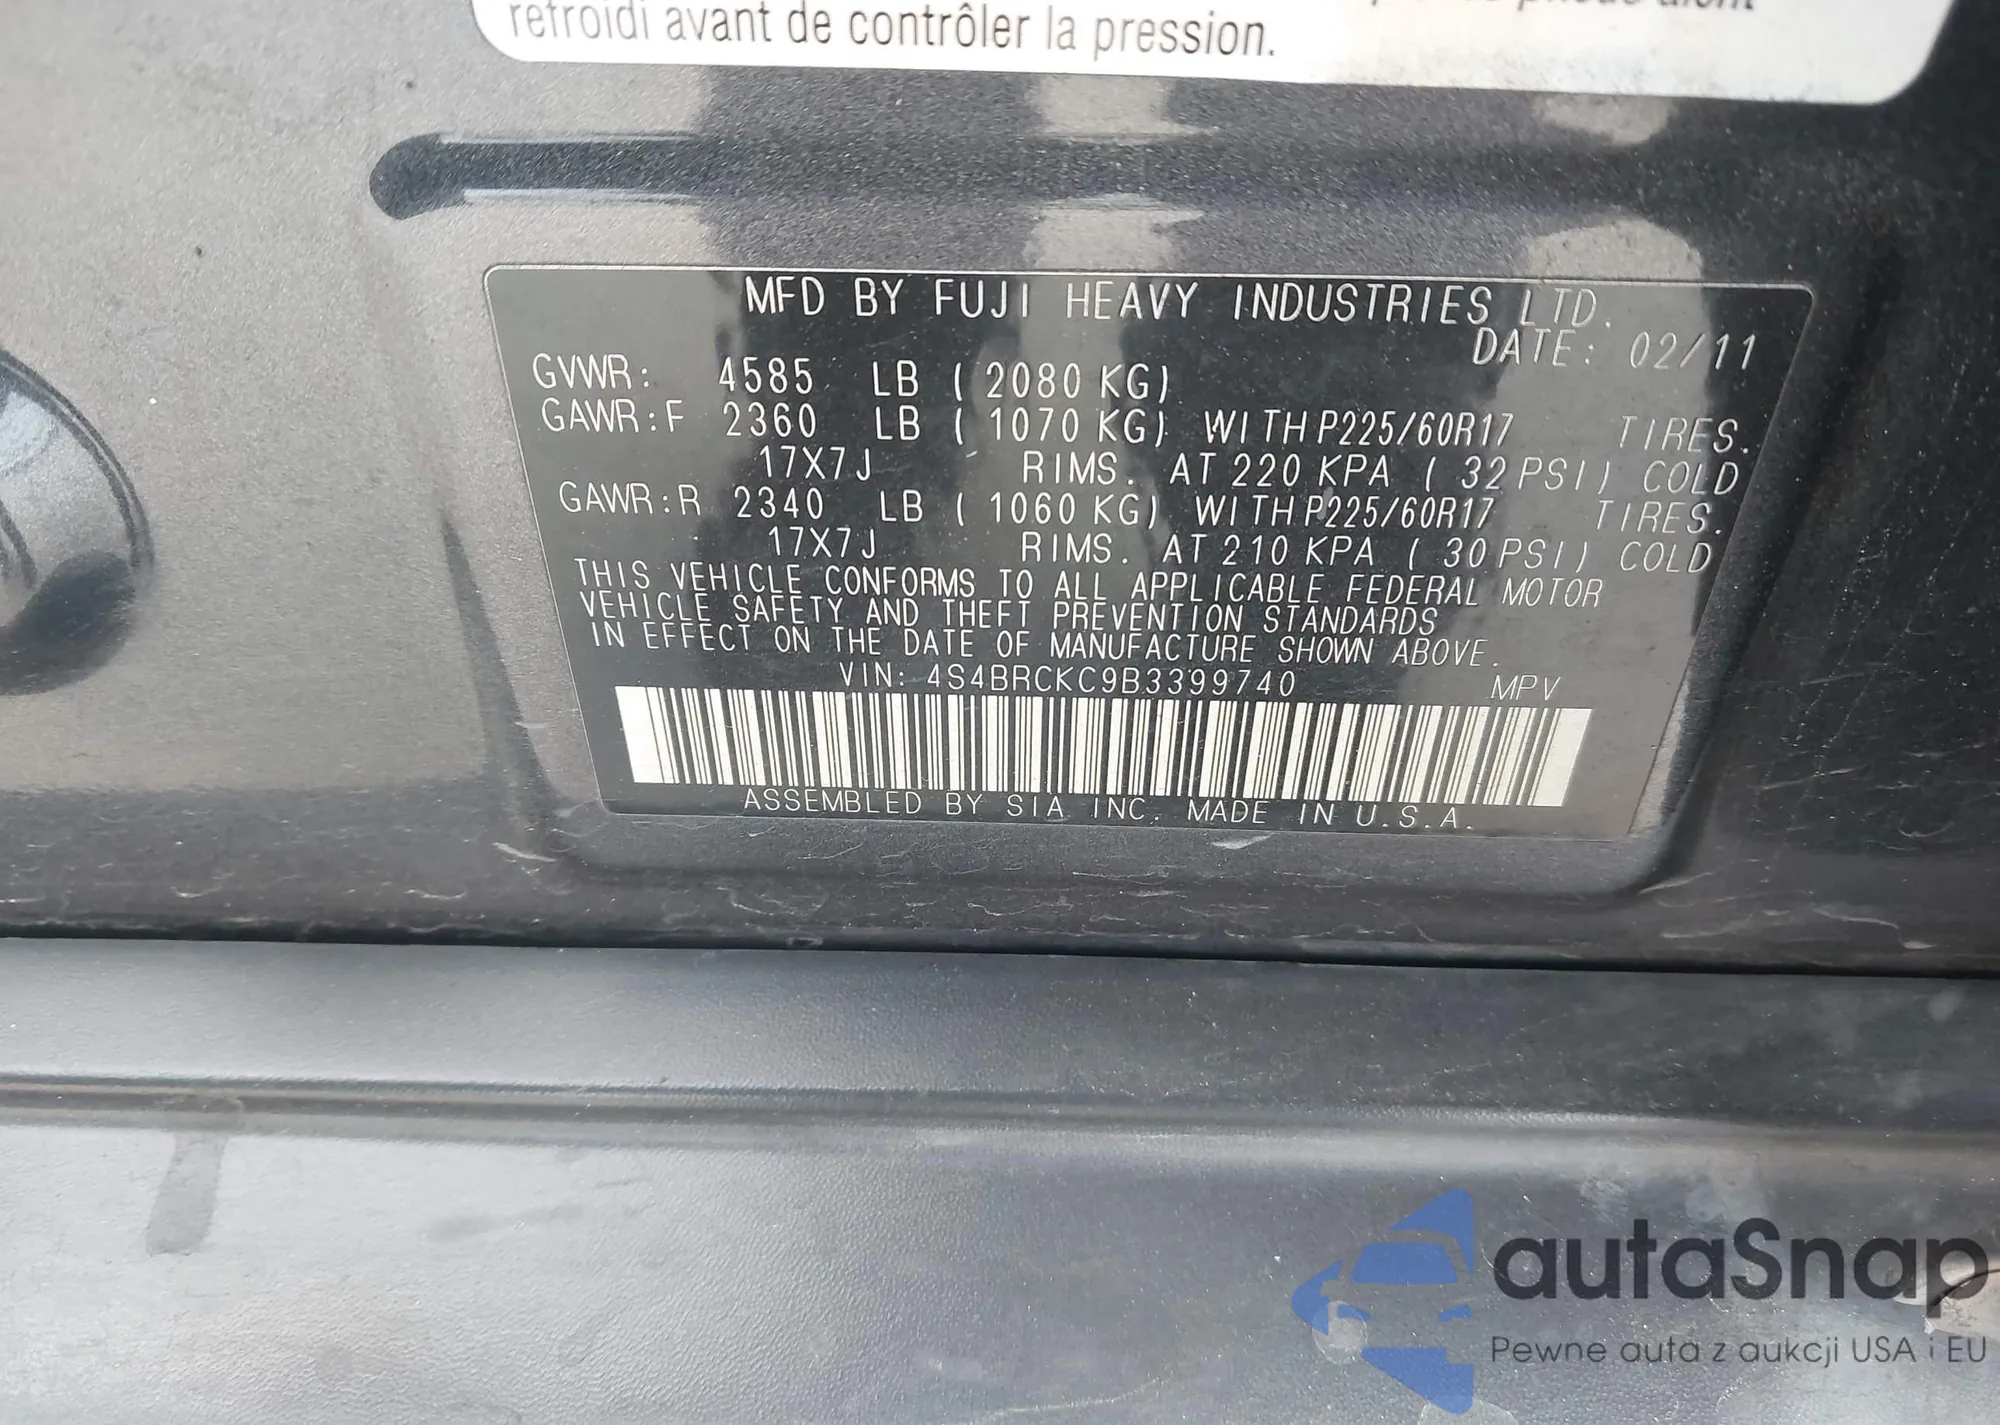 refroidi avant de contrôler la pression.
MFD BY FUJI HEAVY INDUSTRIES LTD.
DATE: 02/11
GVWR: 4585 LB ( 2080 KG)
GAWR:F 2360 LB ( 1070 KG) WITH P225/60R17 TIRES.
17X7J RIMS. AT 220 KPA ( 32 PSI) COLD
GAWR:R 2340 LB ( 1060 KG) WITH P225/60R17 TIRES.
17X7J RIMS. AT 210 KPA ( 30 PSI) COLD
THIS VEHICLE CONFORMS TO ALL APPLICABLE FEDERAL MOTOR
VEHICLE SAFETY AND THEFT PREVENTION STANDARDS
IN EFFECT ON THE DATE OF MANUFACTURE SHOWN ABOVE.
VIN: 4S4BRCKC9B3399740 MPV
ASSEMBLED BY SIA INC. MADE IN U.S.A.
autaSnap
Pewne auta z aukcji USA i EU